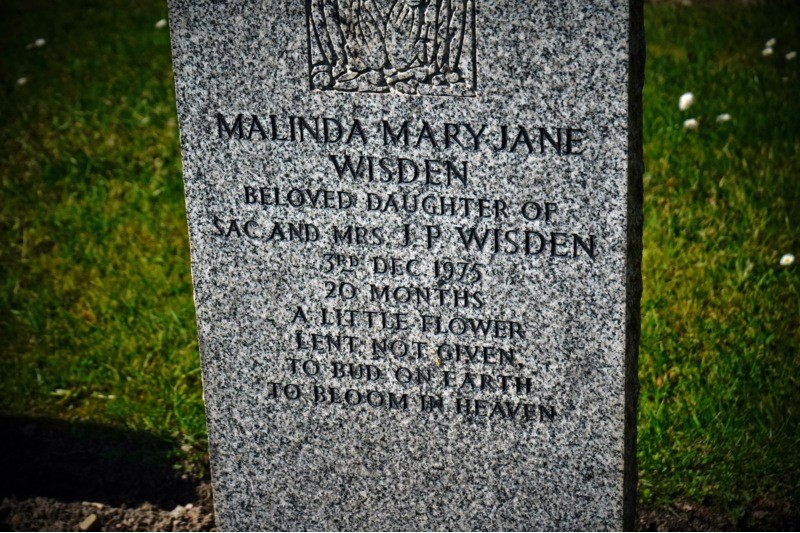 MALINDA MARY JANE
WISDEN
BELOVED DAUGHTER OF
SAC AND MRS. J. P. WISDEN
3RD DEC 1975
20 MONTHS
A LITTLE FLOWER
LENT NOT GIVEN,
TO BUD ON EARTH
TO BLOOM IN HEAVEN